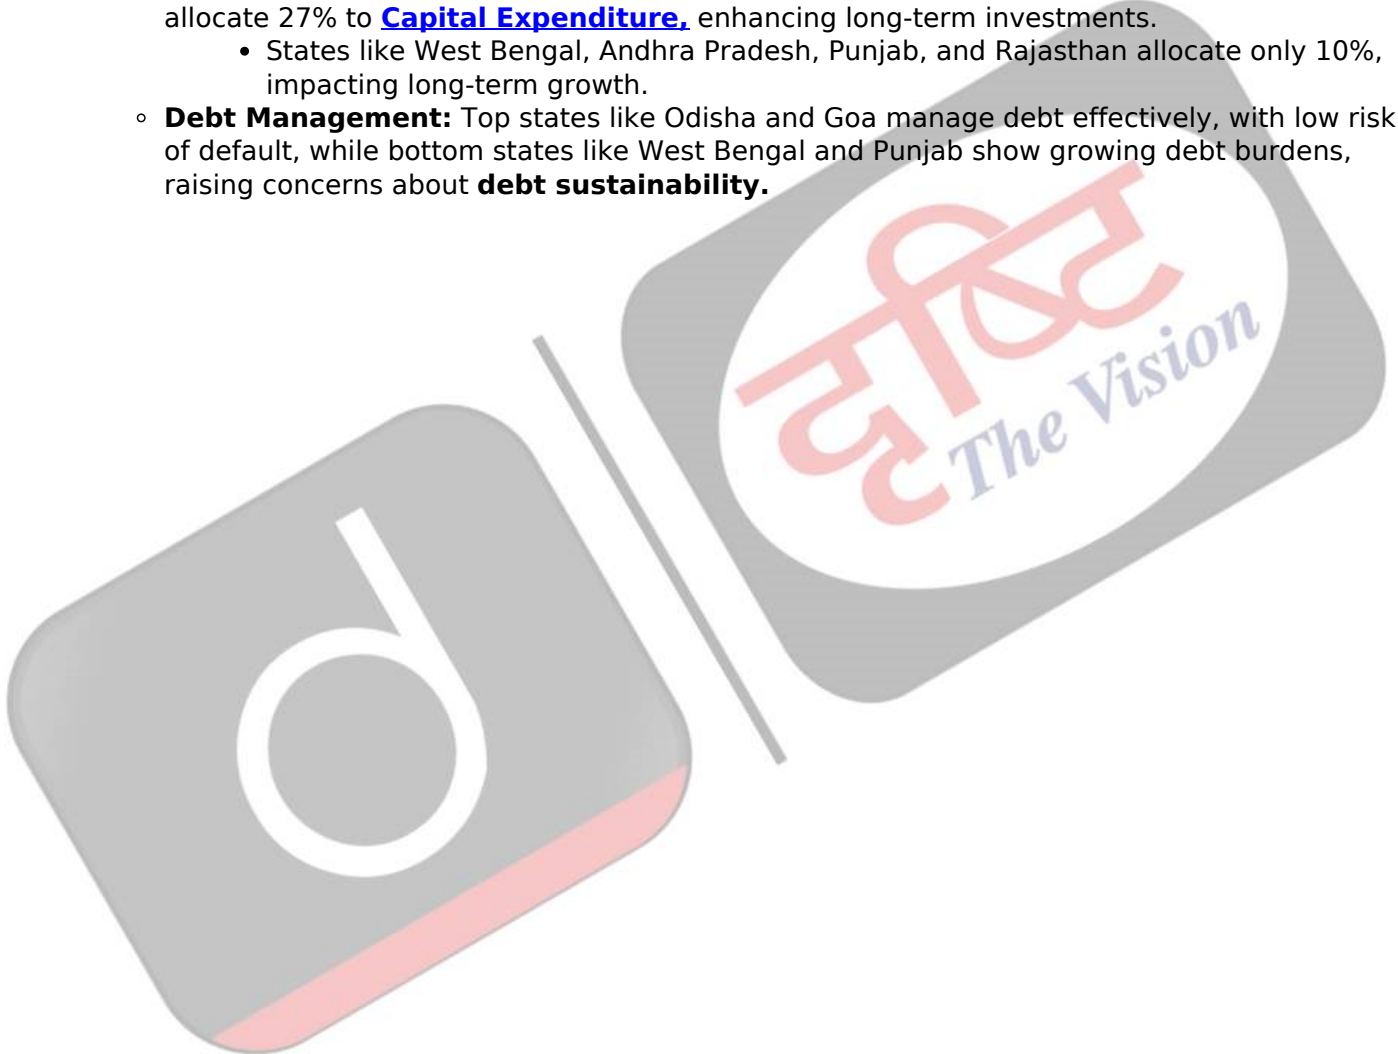 allocate 27% to Capital Expenditure, enhancing long-term investments.
• States like West Bengal, Andhra Pradesh, Punjab, and Rajasthan allocate only 10%,
impacting long-term growth.
◦ Debt Management: Top states like Odisha and Goa manage debt effectively, with low risk
of default, while bottom states like West Bengal and Punjab show growing debt burdens,
raising concerns about debt sustainability.
दृष्टि
The Vision
d